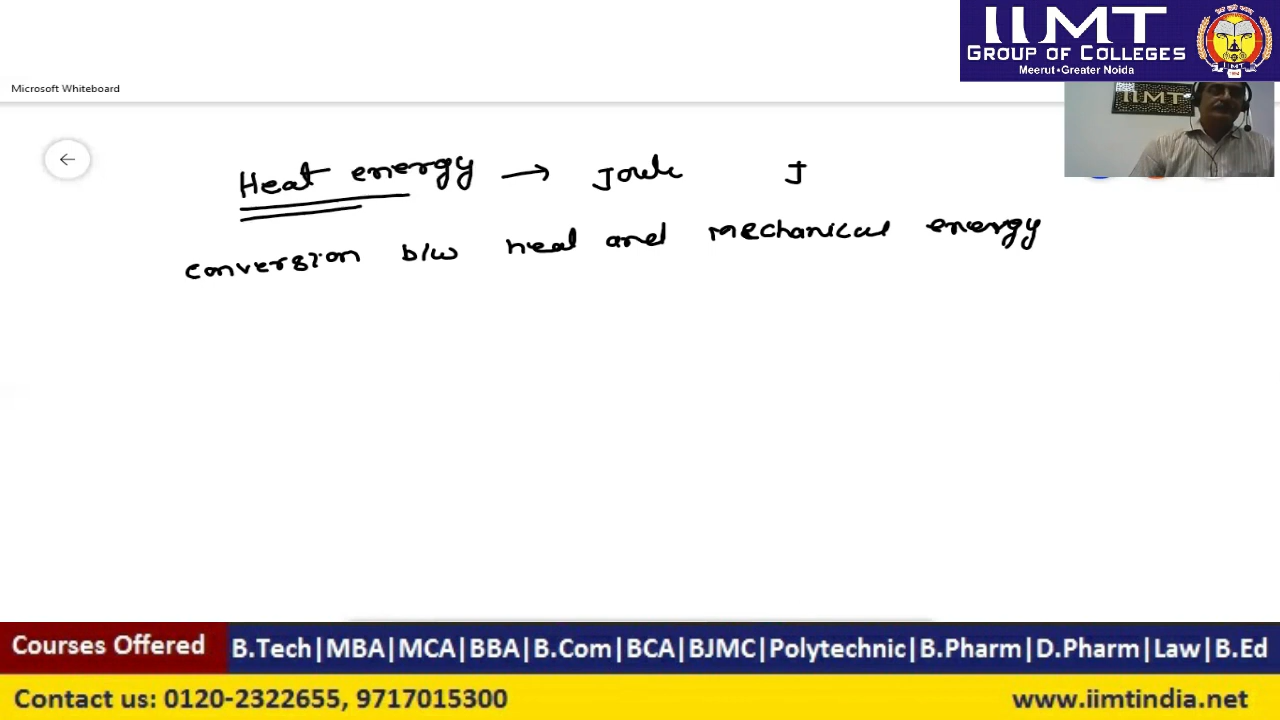 IIMT
GROUP OF COLLEGES
Meerut•Greater Noida
Microsoft Whiteboard
IIMT
Heat energy → Joule J
conversion b/w heat and mechanical energy
Courses Offered
B.Tech|MBA|MCA|BBA|B.Com|BCA|BJMC|Polytechnic|B.Pharm|D.Pharm|Law|B.Ed
Contact us: 0120-2322655, 9717015300
www.iimtindia.net